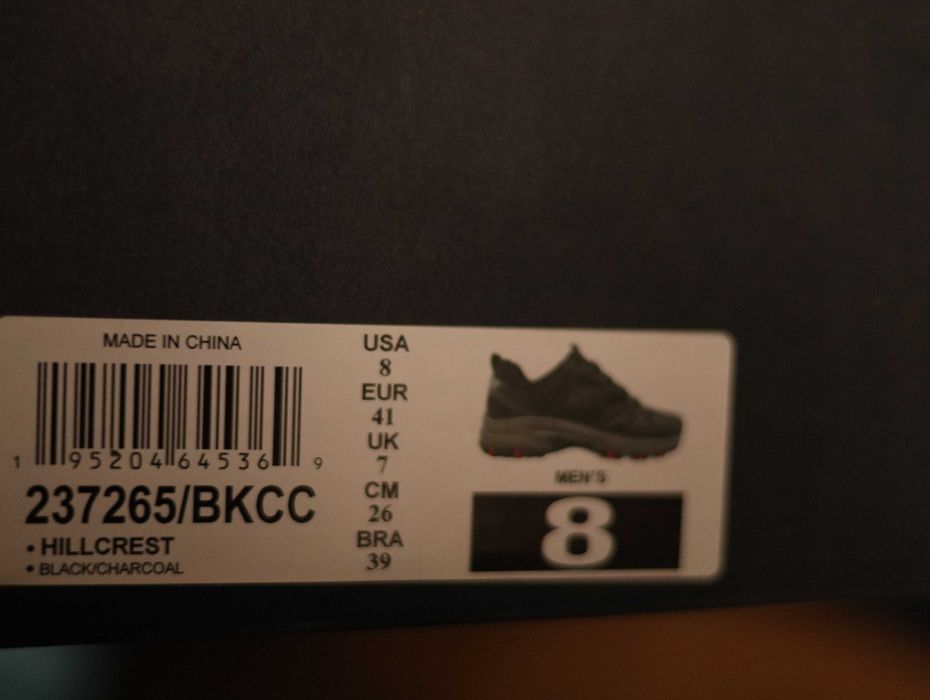 MADE IN CHINA
1 95204 64536 9
237265/BKCC
• HILLCREST
• BLACK/CHARCOAL
USA
8
EUR
41
UK
7
CM
26
BRA
39
MEN'S
8